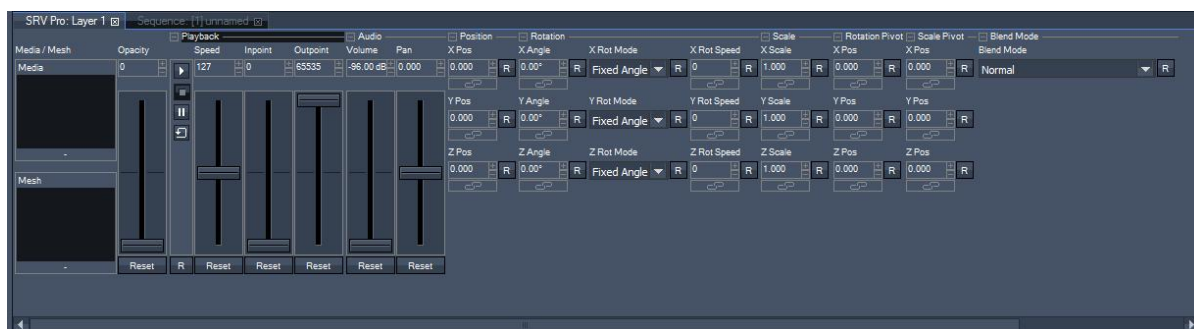 SRV Pro: Layer 1 Sequence: [1] unnamed
Playback Audio Position Rotation Scale Rotation Pivot Scale Pivot Blend Mode
Media / Mesh Opacity Speed Inpoint Outpoint Volume Pan X Pos X Angle X Rot Mode X Rot Speed X Scale X Pos X Pos Blend Mode
Media 0 127 0 65535 -96.00 dB 0.000 0.000 R 0.00° R Fixed Angle R 0 R 1.000 R 0.000 R 0.000 R Normal R
Y Pos Y Angle Y Rot Mode Y Rot Speed Y Scale Y Pos Y Pos
0.000 R 0.00° R Fixed Angle R 0 R 1.000 R 0.000 R 0.000 R
-
Z Pos Z Angle Z Rot Mode Z Rot Speed Z Scale Z Pos Z Pos
0.000 R 0.00° R Fixed Angle R 0 R 1.000 R 0.000 R 0.000 R
Mesh
-
Reset R Reset Reset Reset Reset Reset